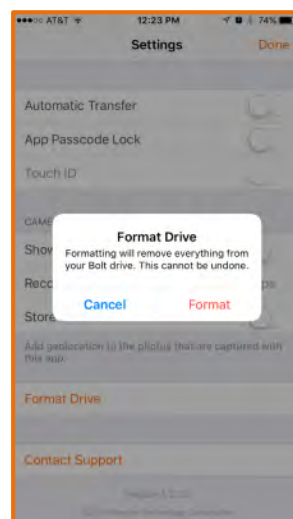 AT&T 12:23 PM 74%
Settings Done
Automatic Transfer
App Passcode Lock
Touch ID
Format Drive
Formatting will remove everything from
your Bolt drive. This cannot be undone.
Cancel Format
Add geolocation to the photos that are captured with
this app.
Format Drive
Contact Support